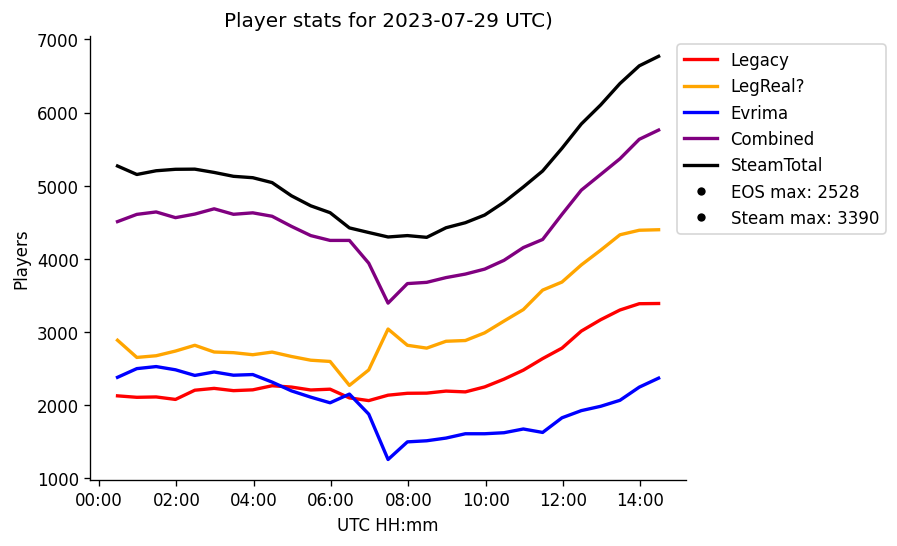 Player stats for 2023-07-29 UTC)
7000
6000
5000
4000
3000
2000
1000
Players
00:00 02:00 04:00 06:00 08:00 10:00 12:00 14:00
UTC HH:mm
Legacy
LegReal?
Evrima
Combined
SteamTotal
EOS max: 2528
Steam max: 3390